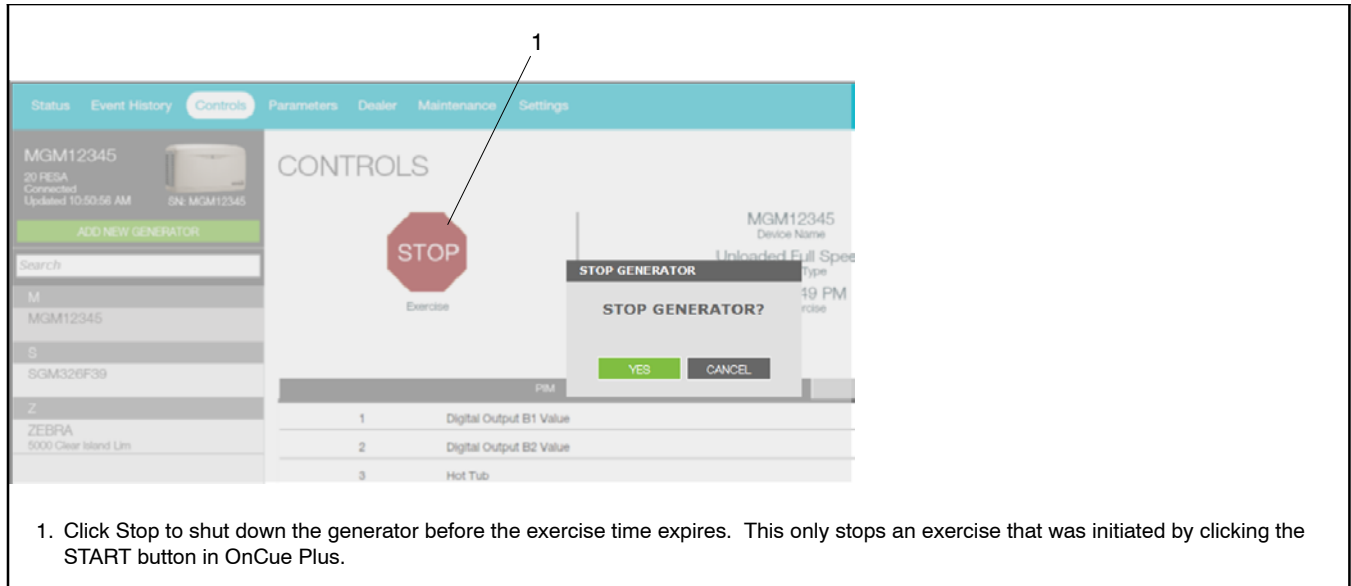 1
Status Event History Controls Parameters Dealer Maintenance Settings
MGM12345
20 RESA
Connected
Updated 10:50:56 AM
SN: MGM12345
ADD NEW GENERATOR
Search
M
MGM12345
S
SGM326F39
Z
ZEBRA
5000 Clear Island Lim
CONTROLS
STOP
Exercise
MGM12345
Device Name
Unloaded Full Spee
Type
49 PM
rcise
STOP GENERATOR
STOP GENERATOR?
YES CANCEL
PIM
1 Digital Output B1 Value
2 Digital Output B2 Value
3 Hot Tub
1. Click Stop to shut down the generator before the exercise time expires. This only stops an exercise that was initiated by clicking the
START button in OnCue Plus.